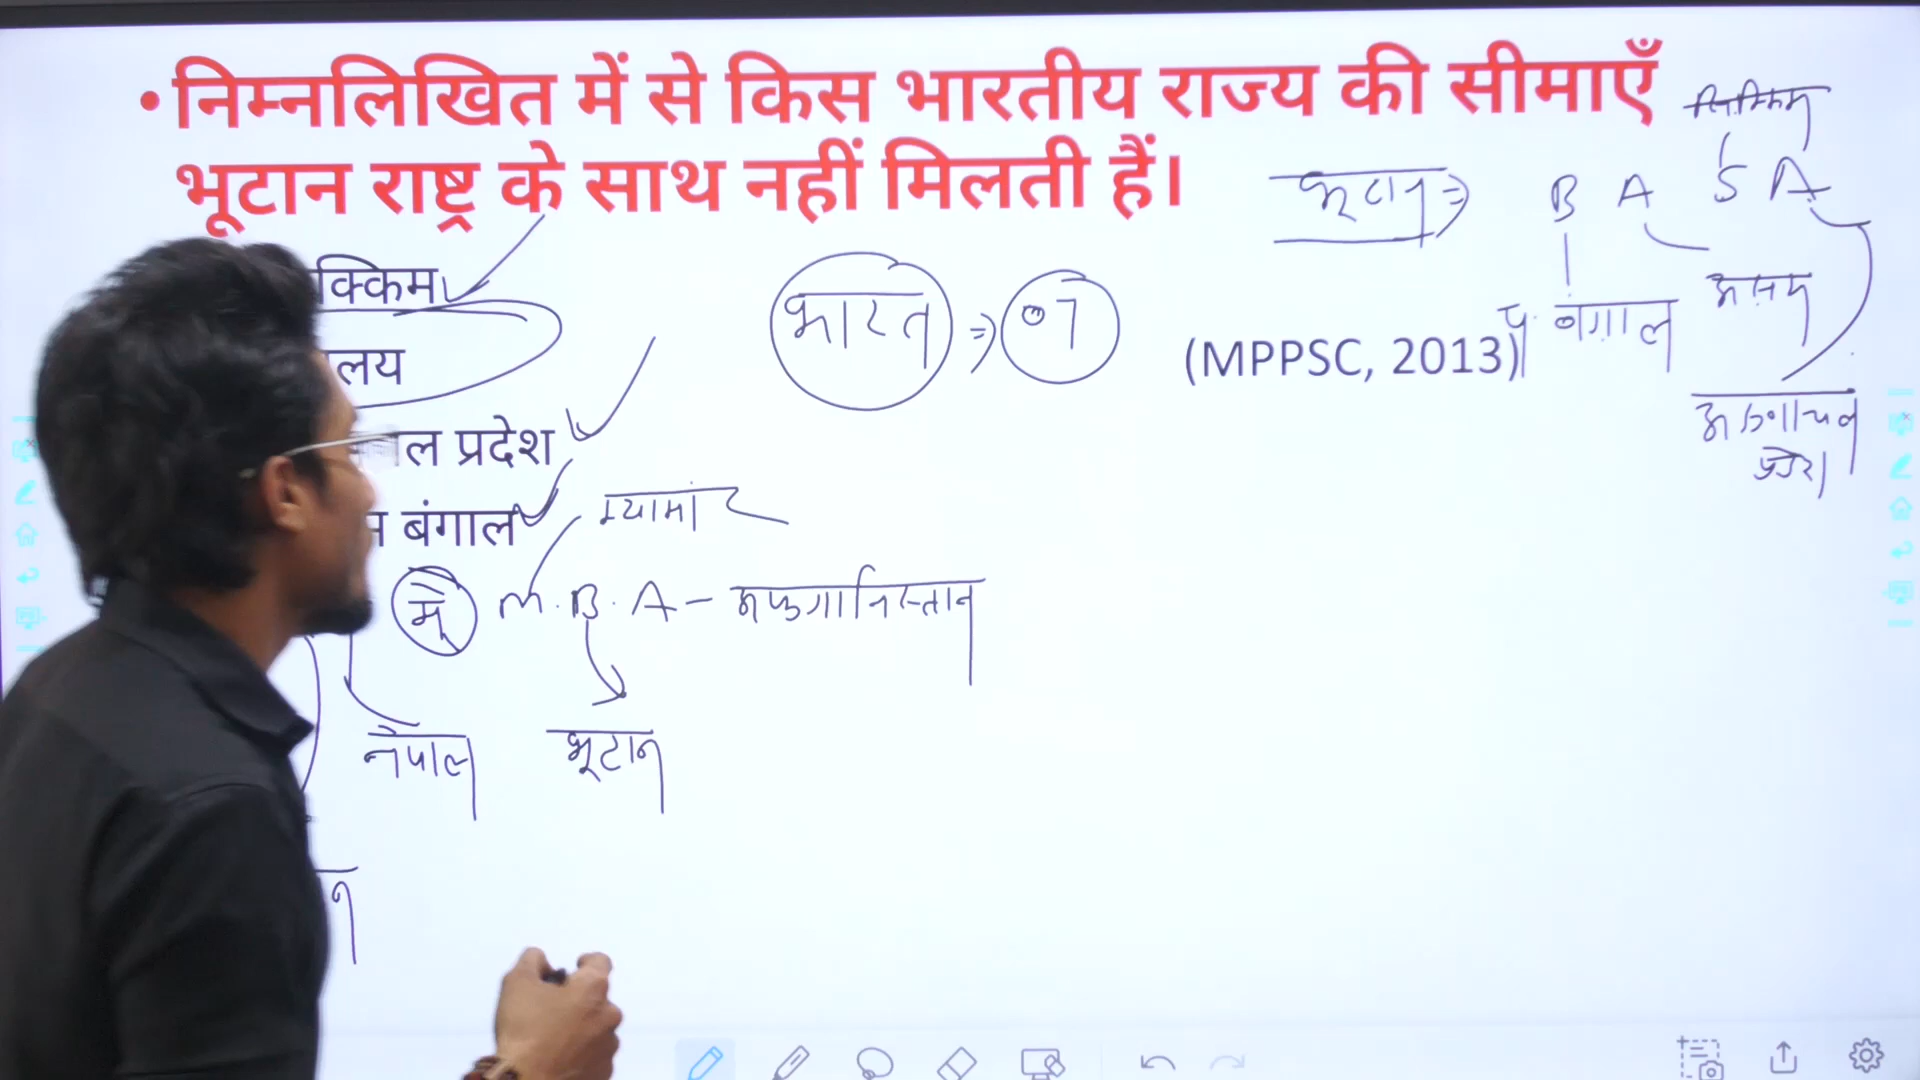 • निम्नलिखित में से किस भारतीय राज्य की सीमाएँ
भूटान राष्ट्र के साथ नहीं मिलती हैं।
सिक्किम
भूटान ⇒ B A S A
क्किम
भारत ⇒ 07
असम
प. बंगाल
(MPPSC, 2013)
लय
ल प्रदेश
अरुणाचल
प्रदेश
बंगाल
म्यामार
में M.B.A - अफगानिस्तान
नेपाल भूटान
न